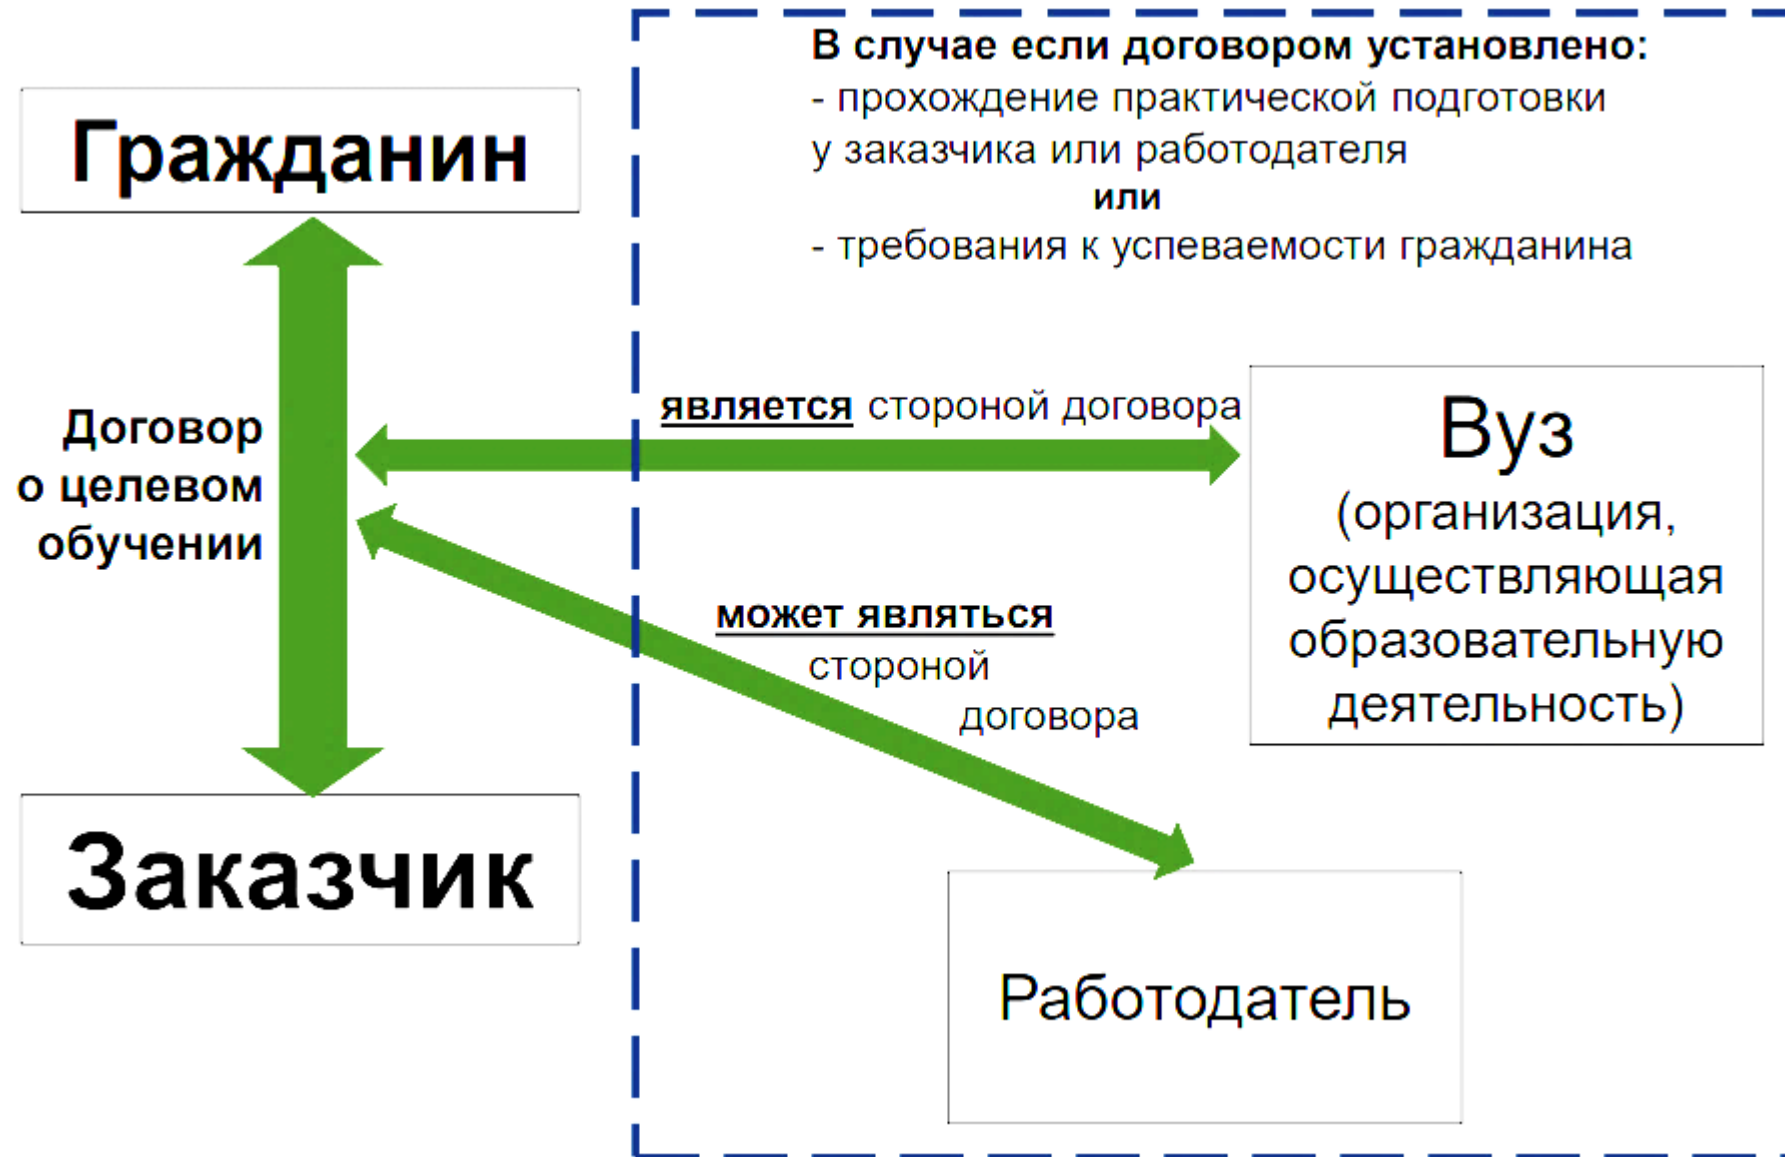 Гражданин
Договор
о целевом
обучении
Заказчик
В случае если договором установлено:
- прохождение практической подготовки
у заказчика или работодателя
или
- требования к успеваемости гражданина
является стороной договора
Вуз
(организация,
осуществляющая
образовательную
деятельность)
может являться
стороной
договора
Работодатель